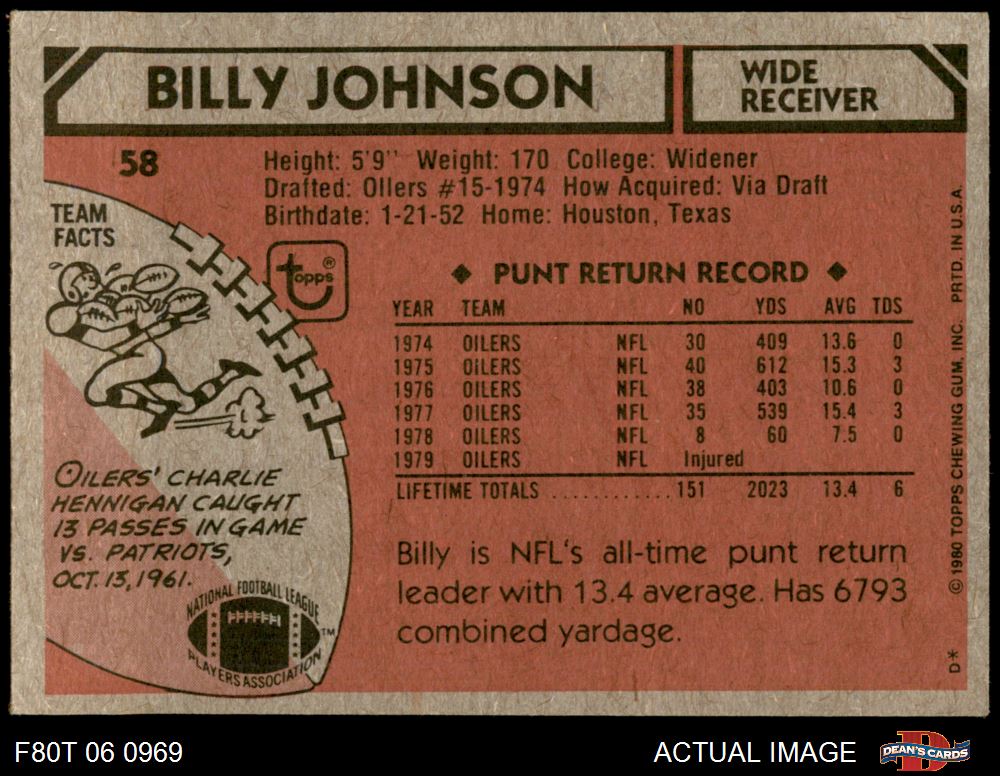 BILLY JOHNSON
WIDE
RECEIVER
58
Height: 5'9" Weight: 170 College: Widener
Drafted: Oilers #15-1974 How Acquired: Via Draft
Birthdate: 1-21-52 Home: Houston, Texas
TEAM
FACTS
topps®
◆ PUNT RETURN RECORD ◆
YEAR TEAM NO YDS AVG TDS
1974 OILERS NFL 30 409 13.6 0
1975 OILERS NFL 40 612 15.3 3
1976 OILERS NFL 38 403 10.6 0
1977 OILERS NFL 35 539 15.4 3
1978 OILERS NFL 8 60 7.5 0
1979 OILERS NFL Injured
LIFETIME TOTALS ............ 151 2023 13.4 6
OILERS' CHARLIE
HENNIGAN CAUGHT
13 PASSES IN GAME
VS. PATRIOTS,
OCT. 13, 1961.
NATIONAL FOOTBALL LEAGUE
PLAYERS ASSOCIATION
TM
Billy is NFL's all-time punt return
leader with 13.4 average. Has 6793
combined yardage.
D* © 1980 TOPPS CHEWING GUM, INC. PRTD. IN U.S.A.
F80T 06 0969
ACTUAL IMAGE
D
DEAN'S CARDS